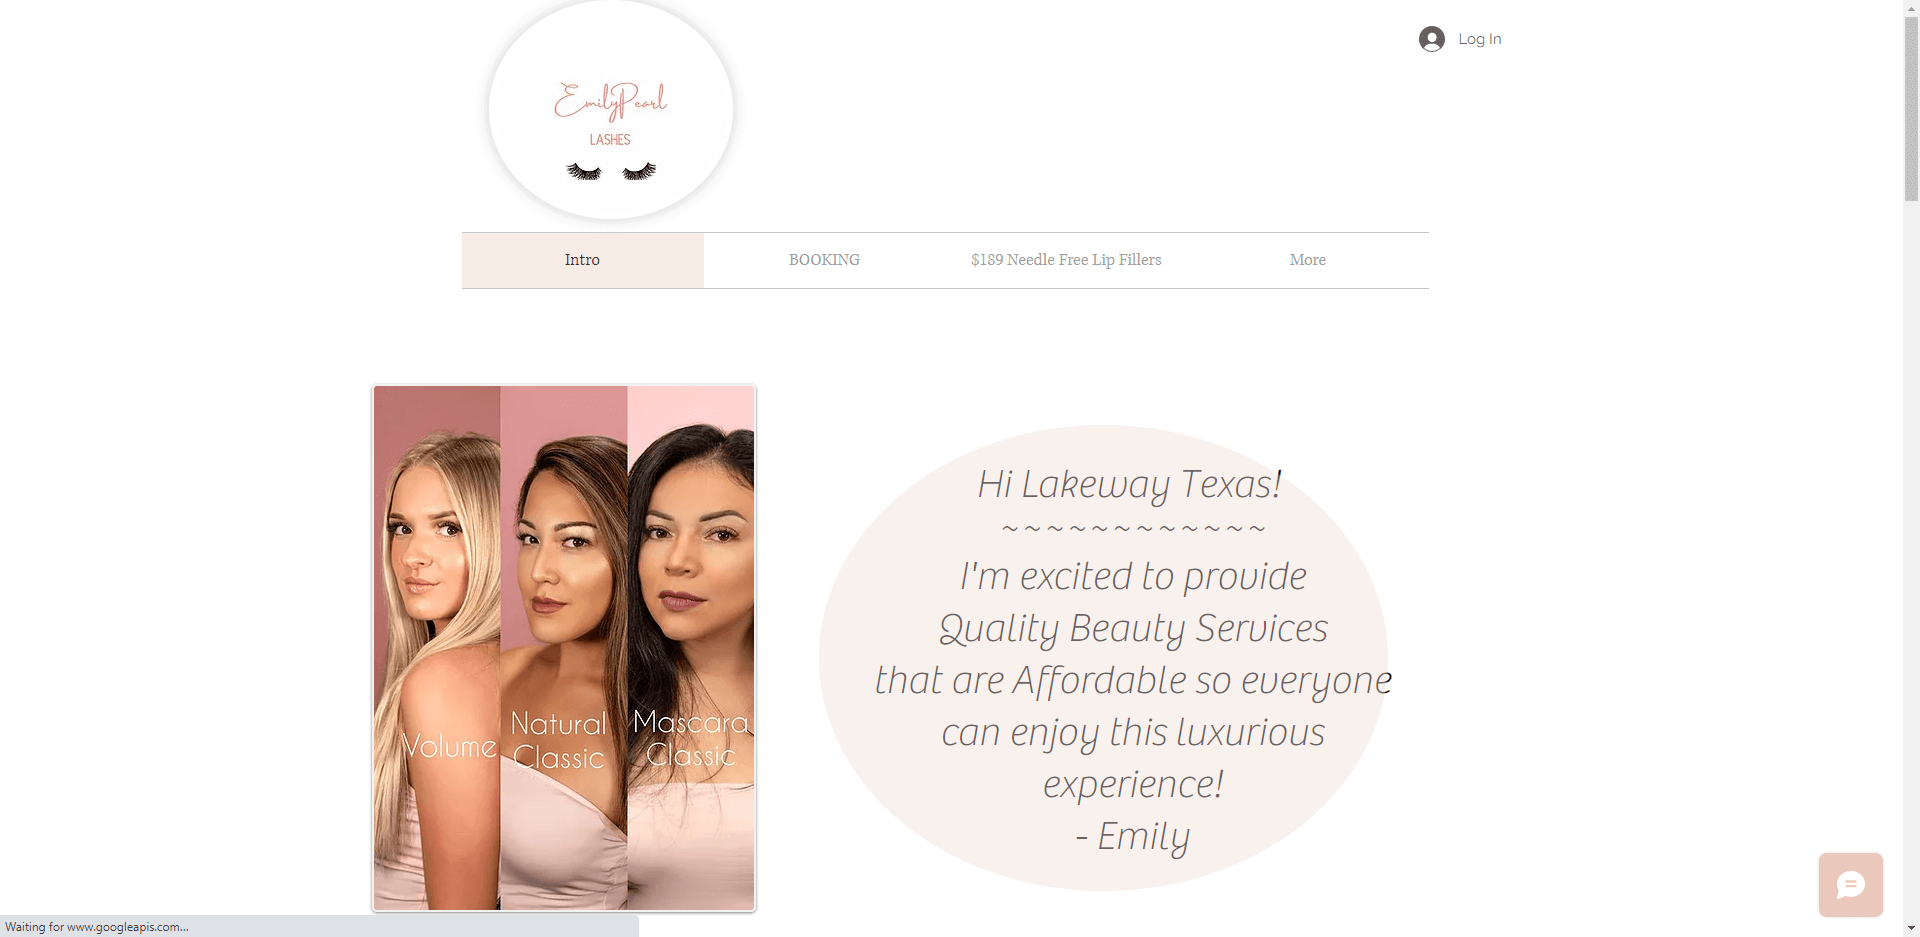 EmilyPearl
LASHES
Log In
Intro
BOOKING
$189 Needle Free Lip Fillers
More
Volume
Natural
Classic
Mascara
Classic
Hi Lakeway Texas!
~~~~~~~~~~~~
I'm excited to provide
Quality Beauty Services
that are Affordable so everyone
can enjoy this luxurious
experience!
- Emily
Waiting for www.googleapis.com...